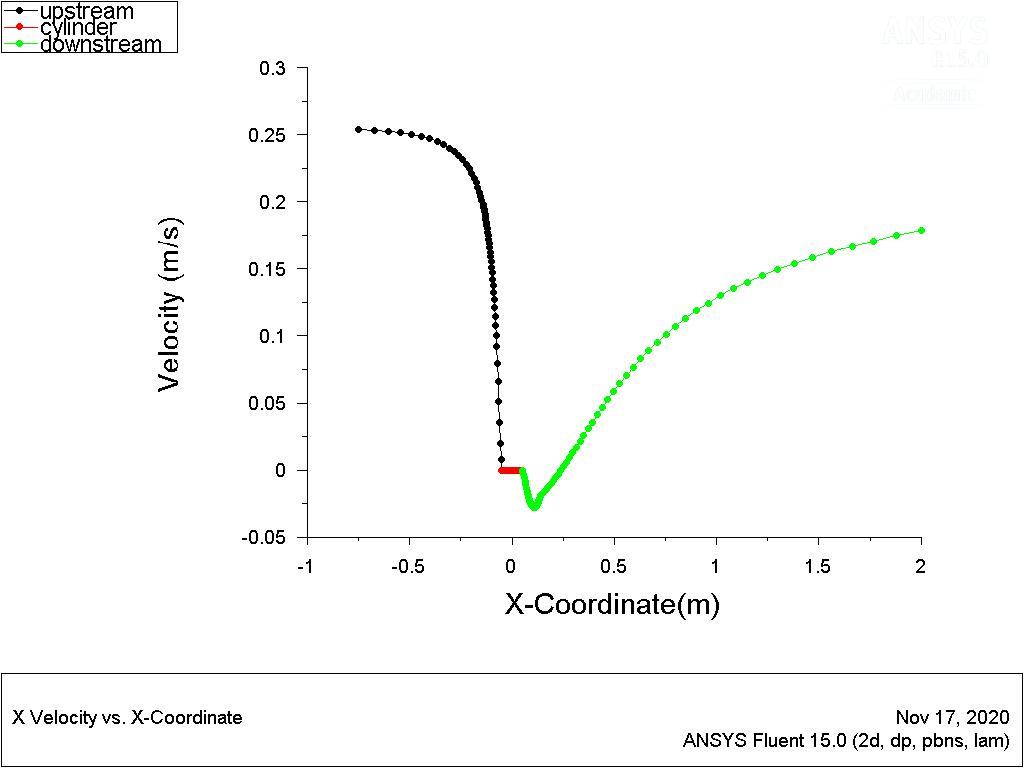 upstream
cylinder
downstream
ANSYS
R15.0
Academic
0.3
0.25
0.2
0.15
0.1
0.05
0
-0.05
Velocity (m/s)
-1 -0.5 0 0.5 1 1.5 2
X-Coordinate(m)
X Velocity vs. X-Coordinate
Nov 17, 2020
ANSYS Fluent 15.0 (2d, dp, pbns, lam)